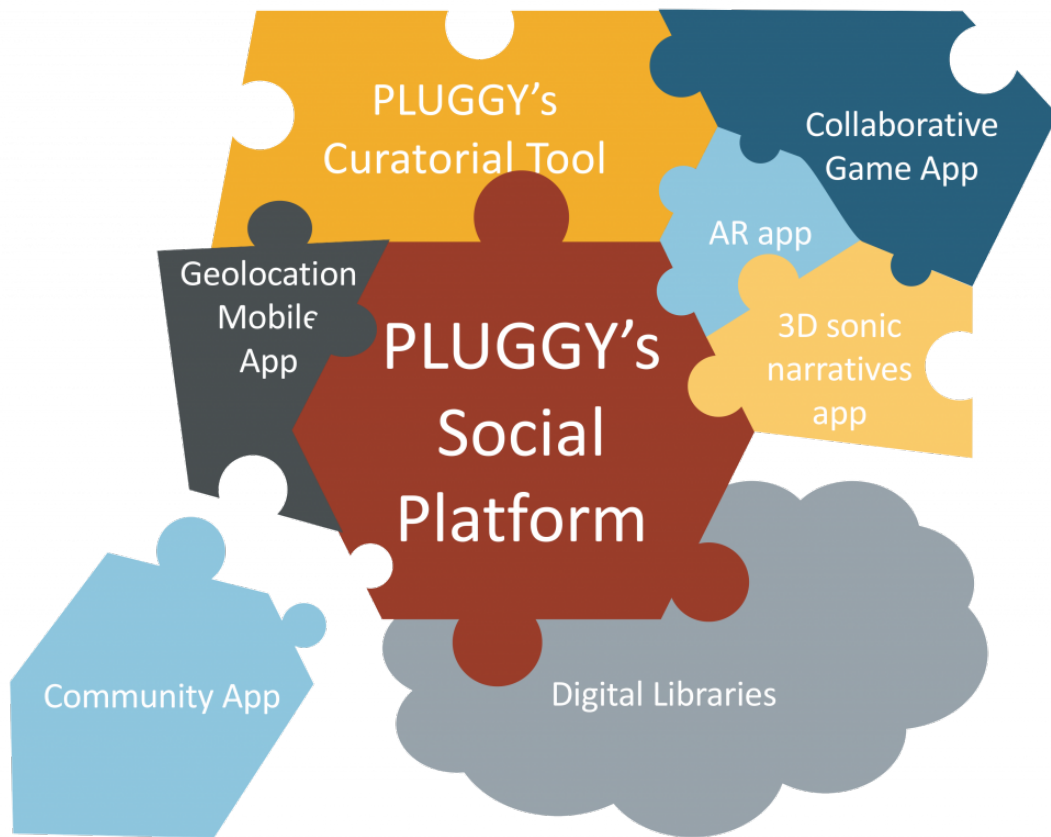 PLUGGY’s
Curatorial Tool
Collaborative
Game App
AR app
Geolocation
Mobile
App
3D sonic
narratives
app
PLUGGY’s
Social
Platform
Community App
Digital Libraries